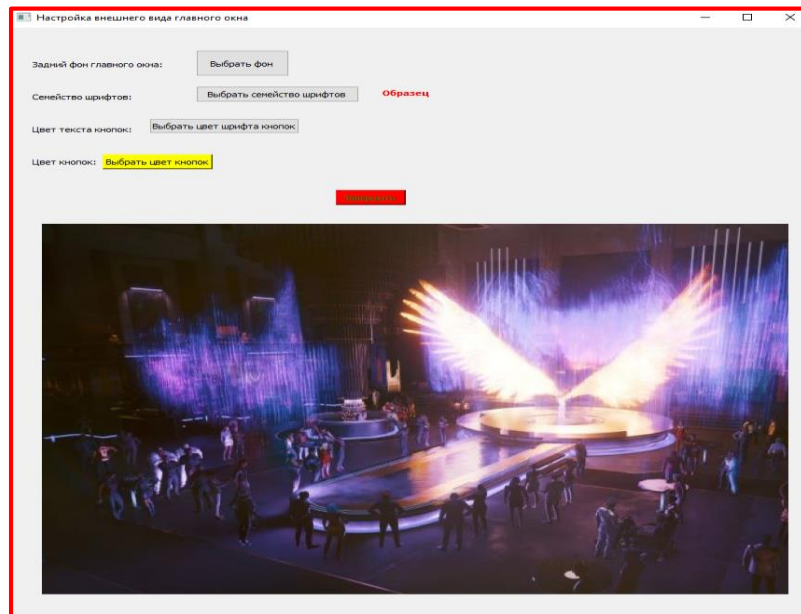 Настройка внешнего вида главного окна
Задний фон главного окна: Выбрать фон
Семейство шрифтов: Выбрать семейство шрифтов Образец
Цвет текста кнопок: Выбрать цвет шрифта кнопок
Цвет кнопок: Выбрать цвет кнопок